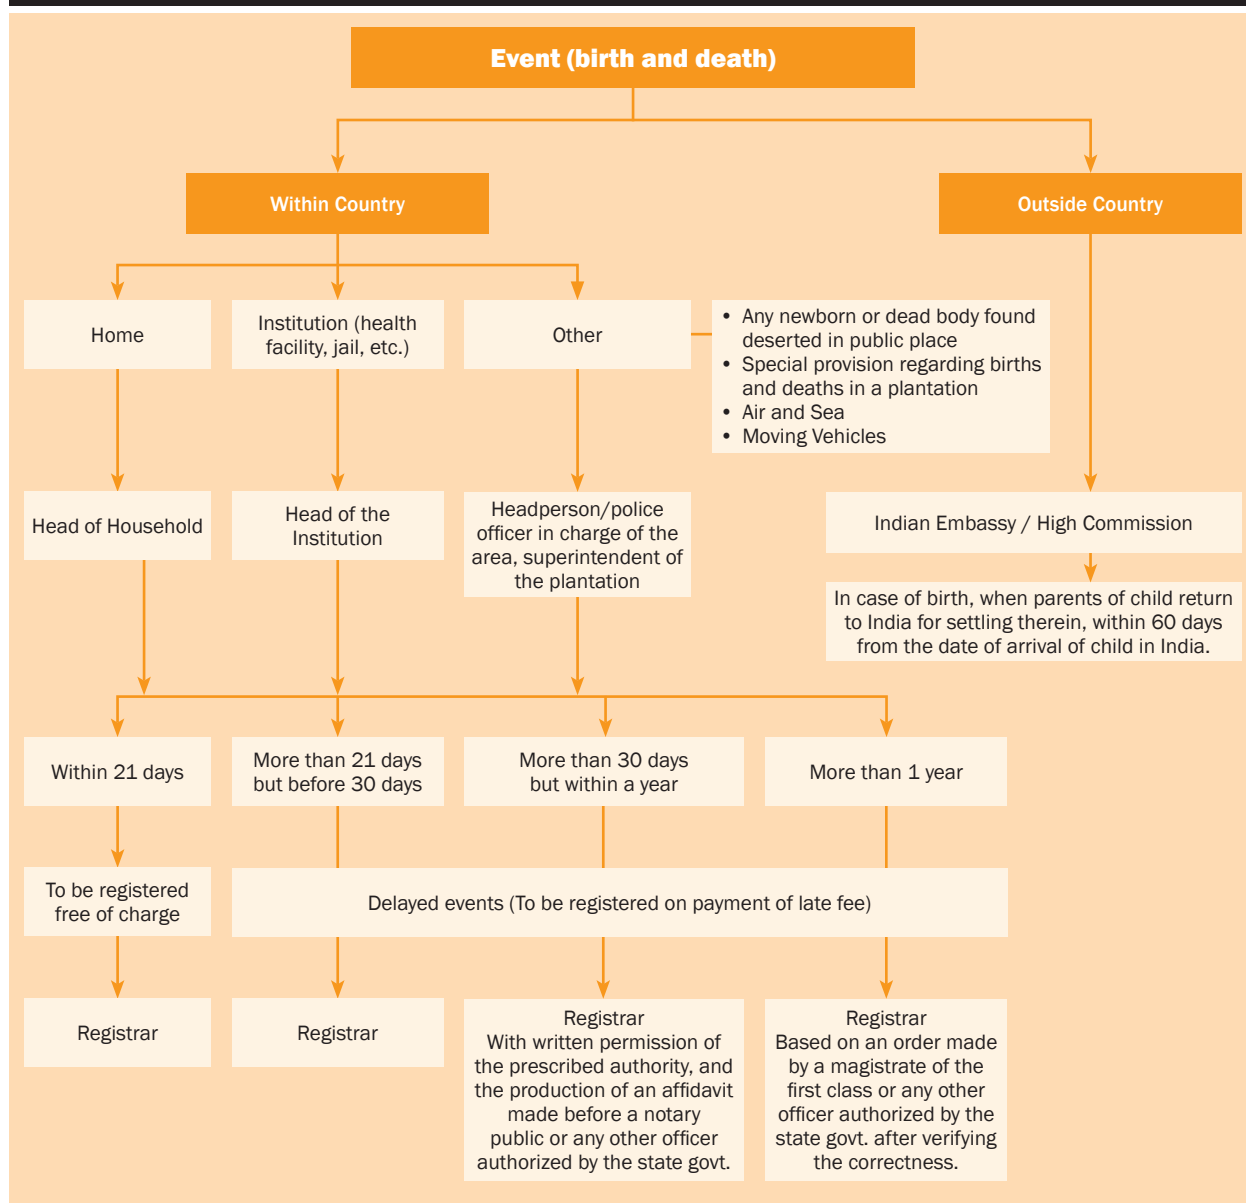 Event (birth and death)
Within Country
Outside Country
Home
Institution (health
facility, jail, etc.)
Other
• Any newborn or dead body found
deserted in public place
• Special provision regarding births
and deaths in a plantation
• Air and Sea
• Moving Vehicles
Head of Household
Head of the
Institution
Headperson/police
officer in charge of the
area, superintendent of
the plantation
Indian Embassy / High Commission
In case of birth, when parents of child return
to India for settling therein, within 60 days
from the date of arrival of child in India.
Within 21 days
More than 21 days
but before 30 days
More than 30 days
but within a year
More than 1 year
To be registered
free of charge
Delayed events (To be registered on payment of late fee)
Registrar
Registrar
Registrar
With written permission of
the prescribed authority, and
the production of an affidavit
made before a notary
public or any other officer
authorized by the state govt.
Registrar
Based on an order made
by a magistrate of the
first class or any other
officer authorized by the
state govt. after verifying
the correctness.